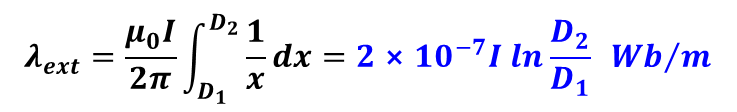 λ_ext = μ₀I/2π ∫_{D₁}^{D₂} 1/x dx = 2 × 10⁻⁷ I ln D₂/D₁ Wb/m